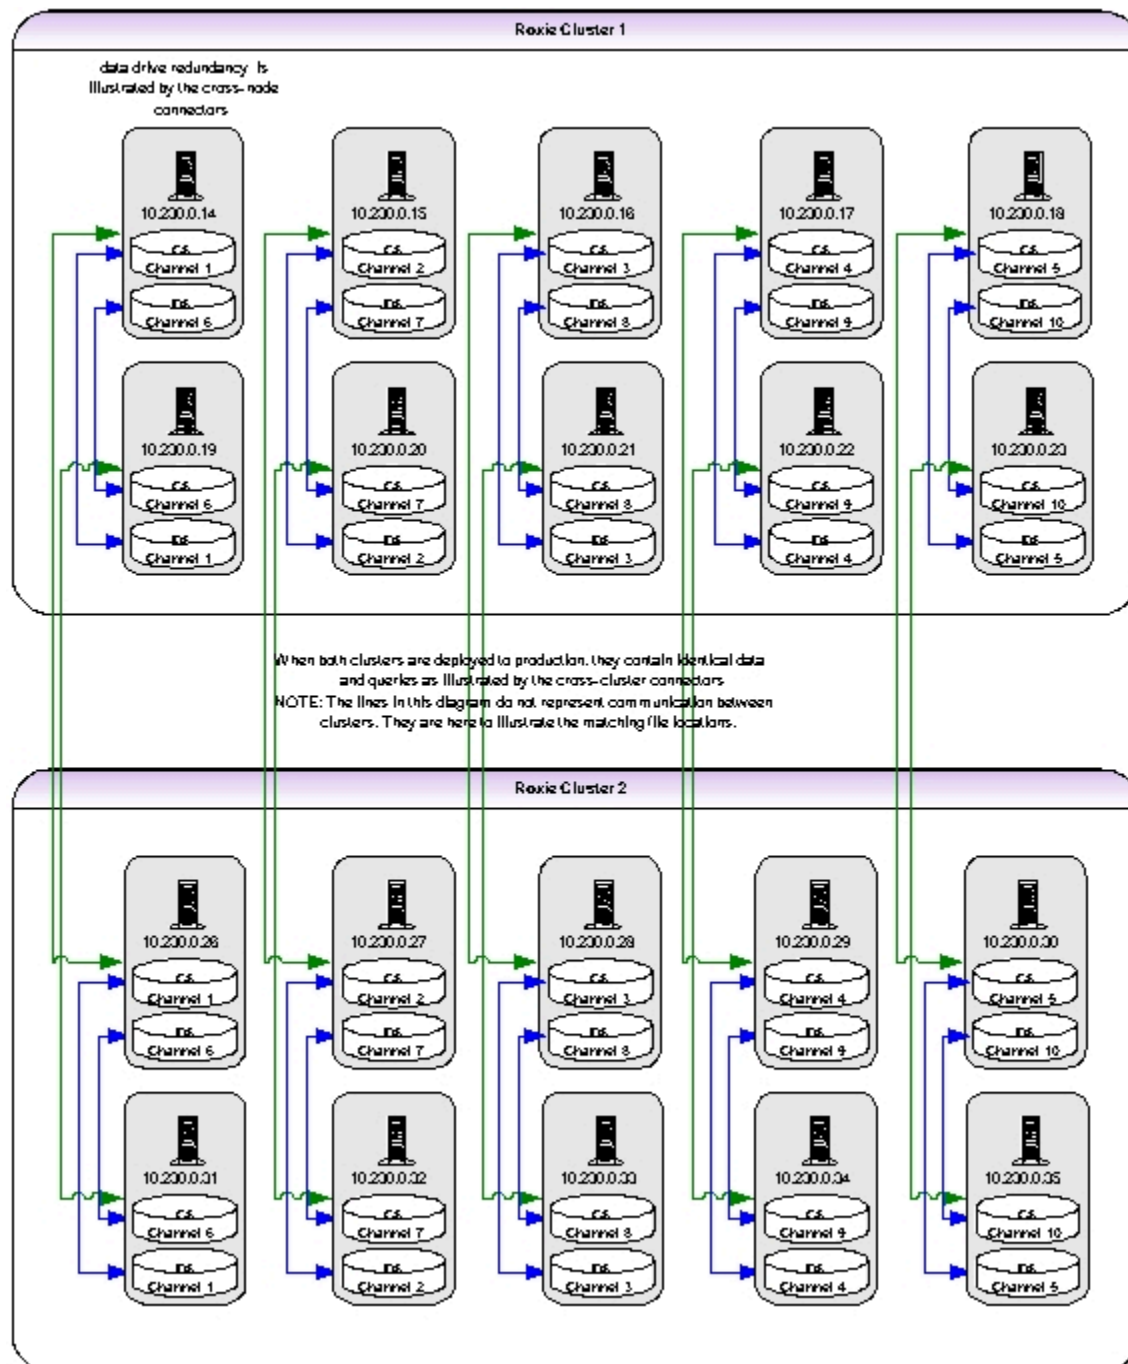 Roxie Cluster 1
data drive redundancy is
illustrated by the cross-node
connectors
10.230.0.14
C$
Channel 1
D$
Channel 6
10.230.0.15
C$
Channel 2
D$
Channel 7
10.230.0.16
C$
Channel 3
D$
Channel 8
10.230.0.17
C$
Channel 4
D$
Channel 9
10.230.0.18
C$
Channel 5
D$
Channel 10
10.230.0.19
C$
Channel 6
D$
Channel 1
10.230.0.20
C$
Channel 7
D$
Channel 2
10.230.0.21
C$
Channel 8
D$
Channel 3
10.230.0.22
C$
Channel 9
D$
Channel 4
10.230.0.23
C$
Channel 10
D$
Channel 5
When both clusters are deployed to production, they contain identical data
and queries as illustrated by the cross-cluster connectors
NOTE: The lines in this diagram do not represent communication between
clusters. They are here to illustrate the matching file locations.
Roxie Cluster 2
10.230.0.26
C$
Channel 1
D$
Channel 6
10.230.0.27
C$
Channel 2
D$
Channel 7
10.230.0.28
C$
Channel 3
D$
Channel 8
10.230.0.29
C$
Channel 4
D$
Channel 9
10.230.0.30
C$
Channel 5
D$
Channel 10
10.230.0.31
C$
Channel 6
D$
Channel 1
10.230.0.32
C$
Channel 7
D$
Channel 2
10.230.0.33
C$
Channel 8
D$
Channel 3
10.230.0.34
C$
Channel 9
D$
Channel 4
10.230.0.35
C$
Channel 10
D$
Channel 5